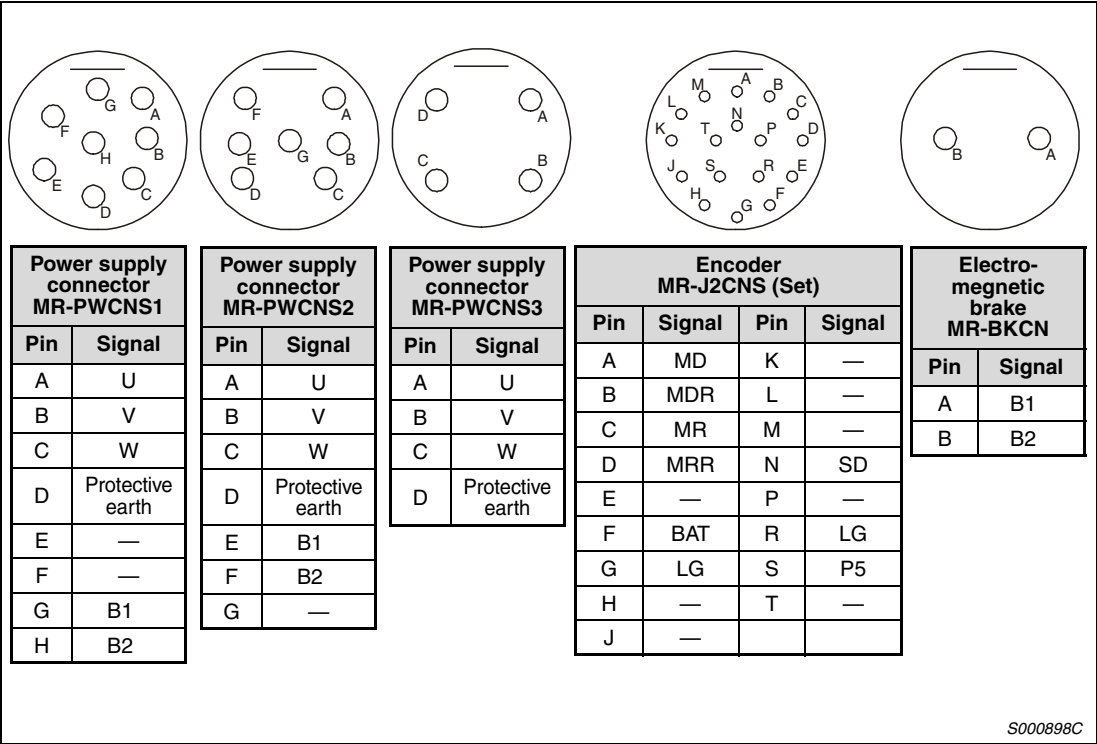 G
A
F
B
H
E
C
D
F
A
E
G
B
D
C
D
A
C
B
M
A
B
L
C
N
K
T
P
D
J
S
R
E
H
G
F
B
A
Power supply
connector
MR-PWCNS1
Pin Signal
A U
B V
C W
D Protective
earth
E —
F —
G B1
H B2
Power supply
connector
MR-PWCNS2
Pin Signal
A U
B V
C W
D Protective
earth
E B1
F B2
G —
Power supply
connector
MR-PWCNS3
Pin Signal
A U
B V
C W
D Protective
earth
Encoder
MR-J2CNS (Set)
Pin Signal Pin Signal
A MD K —
B MDR L —
C MR M —
D MRR N SD
E — P —
F BAT R LG
G LG S P5
H — T —
J —
Electro-
megnetic
brake
MR-BKCN
Pin Signal
A B1
B B2
S000898C